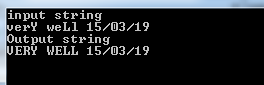 input string
verY weLl 15/03/19
Output string
VERY WELL 15/03/19